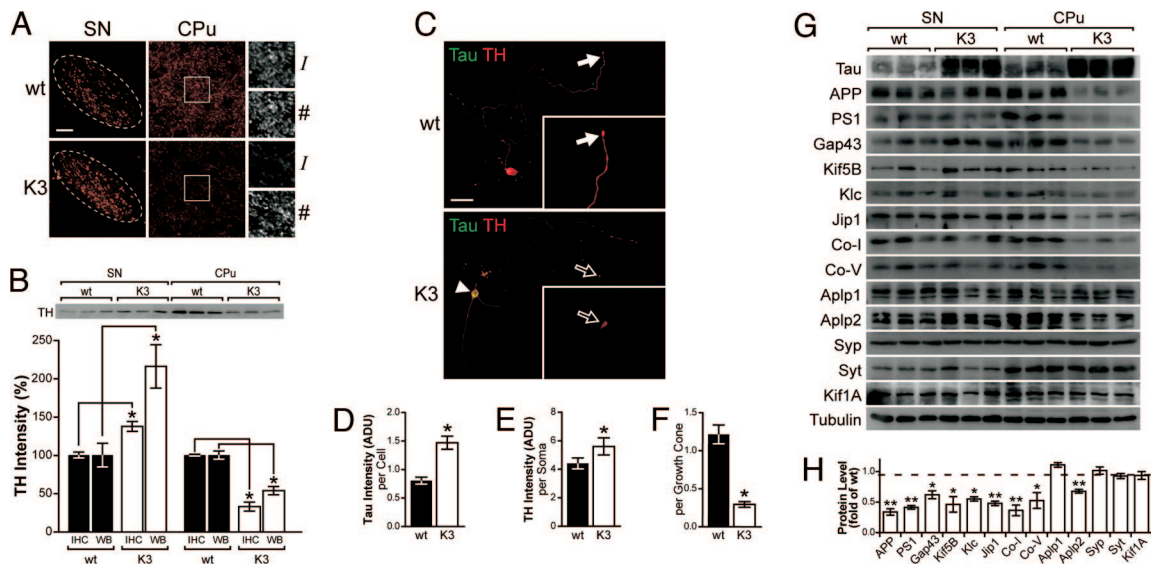 A
SN
CPu
wt
K3
I
#
I
#
B
SN
CPu
wt
K3
wt
K3
TH
TH Intensity (%)
250
200
150
100
50
0
*
*
*
*
IHC WB IHC WB IHC WB IHC WB
wt
K3
wt
K3
C
Tau TH
wt
Tau TH
K3
D
Tau Intensity (ADU)
per Cell
2.0
1.5
1.0
0.5
0.0
*
wt K3
E
TH Intensity (ADU)
per Soma
8
6
4
2
0
*
wt K3
F
per Growth Cone
1.5
1.0
0.5
0.0
*
wt K3
G
SN
CPu
wt
K3
wt
K3
Tau
APP
PS1
Gap43
Kif5B
Klc
Jip1
Co-I
Co-V
Aplp1
Aplp2
Syp
Syt
Kif1A
Tubulin
H
Protein Level
(fold of wt)
1.0
0.5
0.0
** ** * * * ** ** * **
APP PS1 Gap43 Kif5B Klc Jip1 Co-I Co-V Aplp1 Aplp2 Syp Syt Kif1A